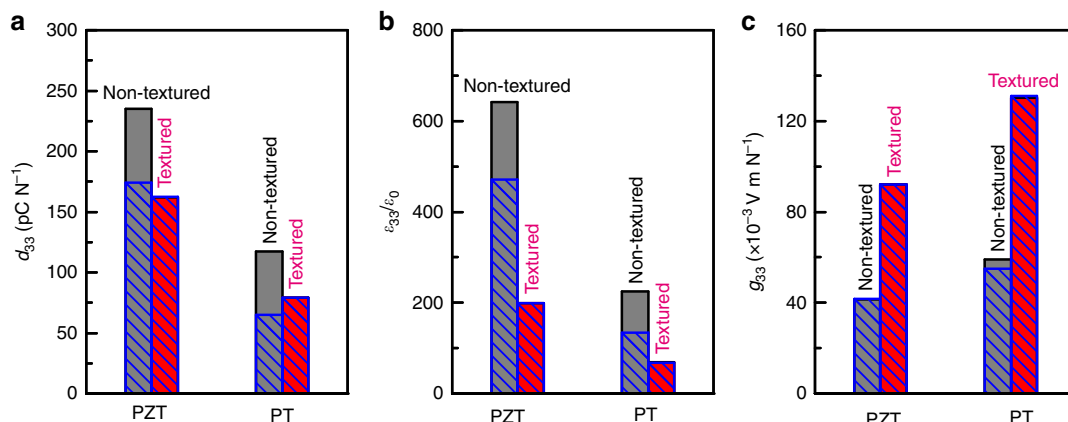 a
300
250
200
150
100
50
0
d33 (pC N−1)
Non-textured
Textured
Non-textured
Textured
PZT
PT
b
800
600
400
200
0
ε33/ε0
Non-textured
Textured
Non-textured
Textured
PZT
PT
c
160
120
80
40
0
g33 (×10−3 V m N−1)
Non-textured
Textured
Non-textured
Textured
PZT
PT